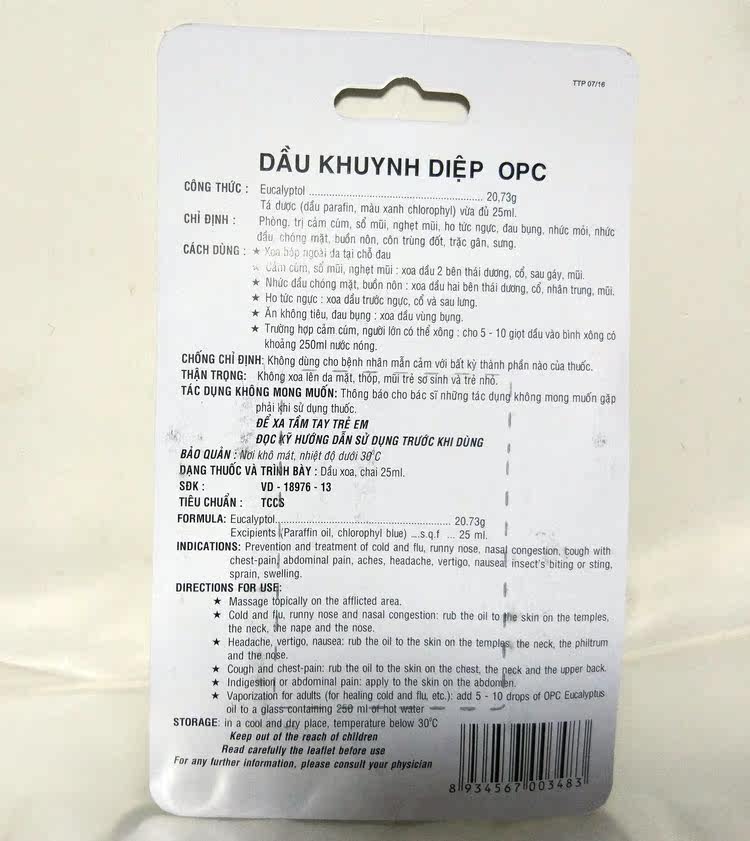 TTP 07/16
DẦU KHUYNH DIỆP OPC
CÔNG THỨC : Eucalyptol ........................................................ 20,73g
Tá dược (dầu parafin, màu xanh chlorophyl) vừa đủ 25ml.
CHỈ ĐỊNH : Phòng, trị cảm cúm, sổ mũi, nghẹt mũi, ho tức ngực, đau bụng, nhức mỏi, nhức
đầu, chóng mặt, buồn nôn, côn trùng đốt, trặc gân, sưng.
CÁCH DÙNG : ★ Xoa bóp ngoài da tại chỗ đau
★ Cảm cúm, sổ mũi, nghẹt mũi : xoa dầu 2 bên thái dương, cổ, sau gáy, mũi.
★ Nhức đầu chóng mặt, buồn nôn : xoa dầu hai bên thái dương, cổ, nhân trung, mũi.
★ Ho tức ngực : xoa dầu trước ngực, cổ và sau lưng.
★ Ăn không tiêu, đau bụng : xoa dầu vùng bụng.
★ Trường hợp cảm cúm, người lớn có thể xông : cho 5 - 10 giọt dầu vào bình xông có
khoảng 250ml nước nóng.
CHỐNG CHỈ ĐỊNH: Không dùng cho bệnh nhân mẫn cảm với bất kỳ thành phần nào của thuốc.
THẬN TRỌNG: Không xoa lên da mặt, thóp, mũi trẻ sơ sinh và trẻ nhỏ.
TÁC DỤNG KHÔNG MONG MUỐN: Thông báo cho bác sĩ những tác dụng không mong muốn gặp
phải khi sử dụng thuốc.
ĐỂ XA TẦM TAY TRẺ EM
ĐỌC KỸ HƯỚNG DẪN SỬ DỤNG TRƯỚC KHI DÙNG
BẢO QUẢN : Nơi khô mát, nhiệt độ dưới 30°C
DẠNG THUỐC VÀ TRÌNH BÀY : Dầu xoa, chai 25ml.
SĐK : VD - 18976 - 13
TIÊU CHUẨN : TCCS
FORMULA: Eucalyptol........................................................ 20.73g
Excipients (Paraffin oil, chlorophyl blue) ....s.q.f ... 25 ml.
INDICATIONS: Prevention and treatment of cold and flu, runny nose, nasal congestion, cough with
chest-pain, abdominal pain, aches, headache, vertigo, nausea, insect's biting or sting,
sprain, swelling.
DIRECTIONS FOR USE:
★ Massage topically on the afflicted area.
★ Cold and flu, runny nose and nasal congestion: rub the oil to the skin on the temples,
the neck, the nape and the nose.
★ Headache, vertigo, nausea: rub the oil to the skin on the temples, the neck, the philtrum
and the nose.
★ Cough and chest-pain: rub the oil to the skin on the chest, the neck and the upper back.
★ Indigestion or abdominal pain: apply to the skin on the abdomen.
★ Vaporization for adults (for healing cold and flu, etc.): add 5 - 10 drops of OPC Eucalyptus
oil to a glass containing 250 ml of hot water
STORAGE: in a cool and dry place, temperature below 30°C
Keep out of the reach of children
Read carefully the leaflet before use
For any further information, please consult your physician
8 934567 003483